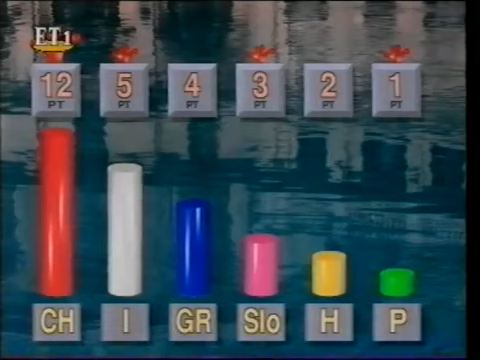 ET1
12 5 4 3 2 1
PT PT PT PT PT PT
CH I GR Slo H P